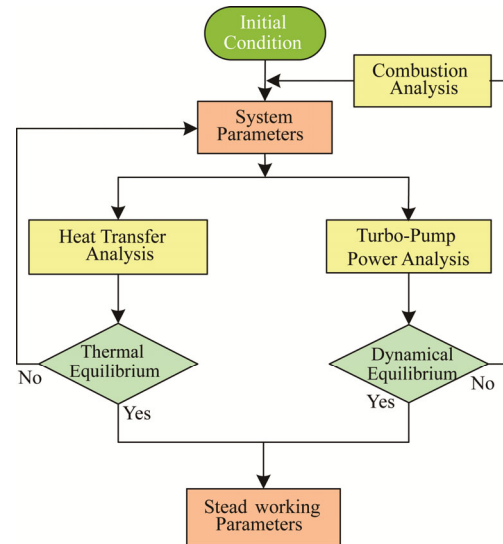 Initial
Condition
Combustion
Analysis
System
Parameters
Heat Transfer
Analysis
Turbo-Pump
Power Analysis
Thermal
Equilibrium
Dynamical
Equilibrium
No
Yes
Yes
No
Stead working
Parameters